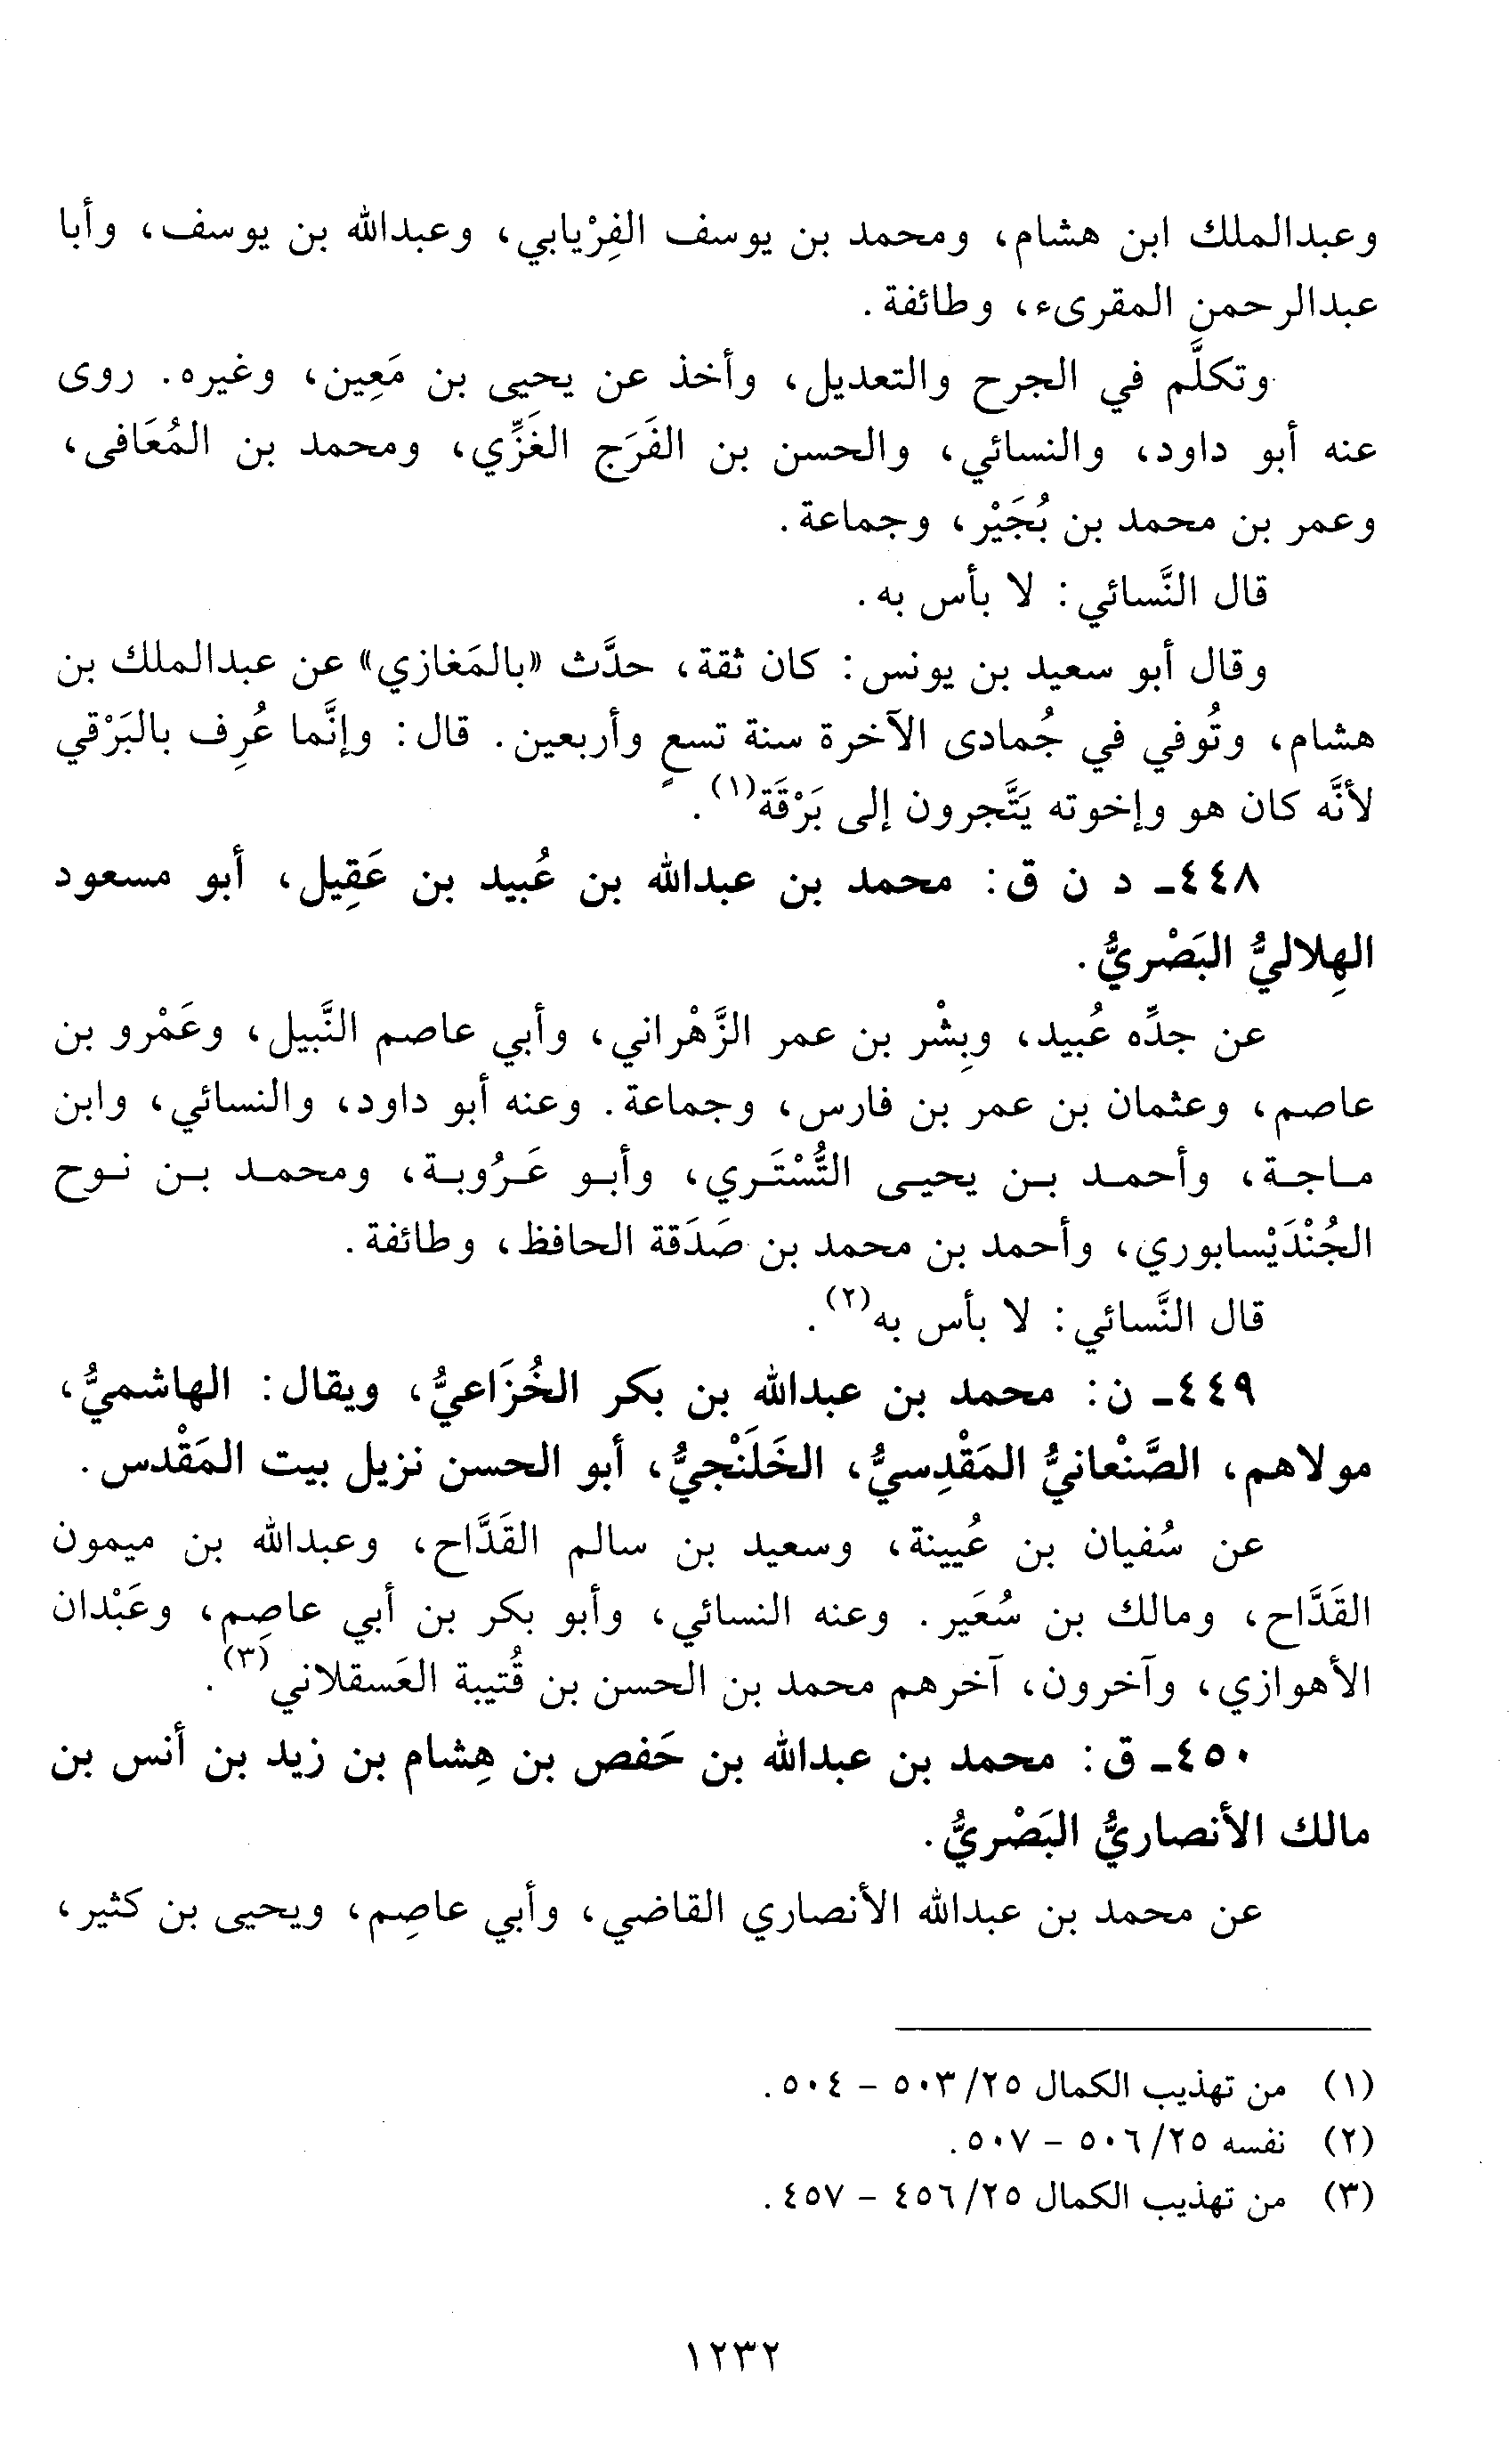 وعبدالملك ابن هشام، ومحمد بن يوسف الفِرْيابي، وعبدالله بن يوسف، وأبا
عبدالرحمن المقرىء، وطائفة.
وتكلَّم في الجرح والتعديل، وأخذ عن يحيى بن مَعِين، وغيره. روى
عنه أبو داود، والنسائي، والحسن بن الفَرَج الغَزِّي، ومحمد بن المُعَافى،
وعمر بن محمد بن بُجَيْر، وجماعة.
قال النَّسائي: لا بأس به.
وقال أبو سعيد بن يونس: كان ثقة، حدَّث «بالمَغازي» عن عبدالملك بن
هشام، وتُوفي في جُمادى الآخرة سنة تسعٍ وأربعين. قال: وإنَّما عُرِف بالبَرْقي
لأنَّه كان هو وإخوته يَتَّجرون إلى بَرْقَة(١).
٤٤٨ـ د ن ق: محمد بن عبدالله بن عُبيد بن عَقِيل، أبو مسعود
الهِلاليُّ البَصْريُّ.
عن جدِّه عُبيد، وبِشْر بن عمر الزَّهْراني، وأبي عاصم النَّبيل، وعَمْرو بن
عاصم، وعثمان بن عمر بن فارس، وجماعة. وعنه أبو داود، والنسائي، وابن
ماجة، وأحمد بن يحيى التُّسْتَري، وأبو عَرُوبة، ومحمد بن نوح
الجُنْدَيْسابوري، وأحمد بن محمد بن صَدَقة الحافظ، وطائفة.
قال النَّسائي: لا بأس به(٢).
٤٤٩ـ ن: محمد بن عبدالله بن بكر الخُزَاعيُّ، ويقال: الهاشميُّ،
مولاهم، الصَّنْعانيُّ المَقْدِسيُّ، الخَلَنْجيُّ، أبو الحسن نزيل بيت المَقْدس.
عن سُفيان بن عُيينة، وسعيد بن سالم القَدَّاح، وعبدالله بن ميمون
القَدَّاح، ومالك بن سُعَير. وعنه النسائي، وأبو بكر بن أبي عاصِم، وعَبْدان
الأهوازي، وآخرون، آخرهم محمد بن الحسن بن قُتيبة العَسقلاني(٣).
٤٥٠ـ ق: محمد بن عبدالله بن حَفص بن هِشام بن زيد بن أنس بن
مالك الأنصاريُّ البَصْريُّ.
عن محمد بن عبدالله الأنصاري القاضي، وأبي عاصِم، ويحيى بن كثير،
(١) من تهذيب الكمال ٢٥/ ٥٠٣ - ٥٠٤.
(٢) نفسه ٢٥/ ٥٠٦ - ٥٠٧.
(٣) من تهذيب الكمال ٢٥/ ٤٥٦ - ٤٥٧.
١٢٣٢